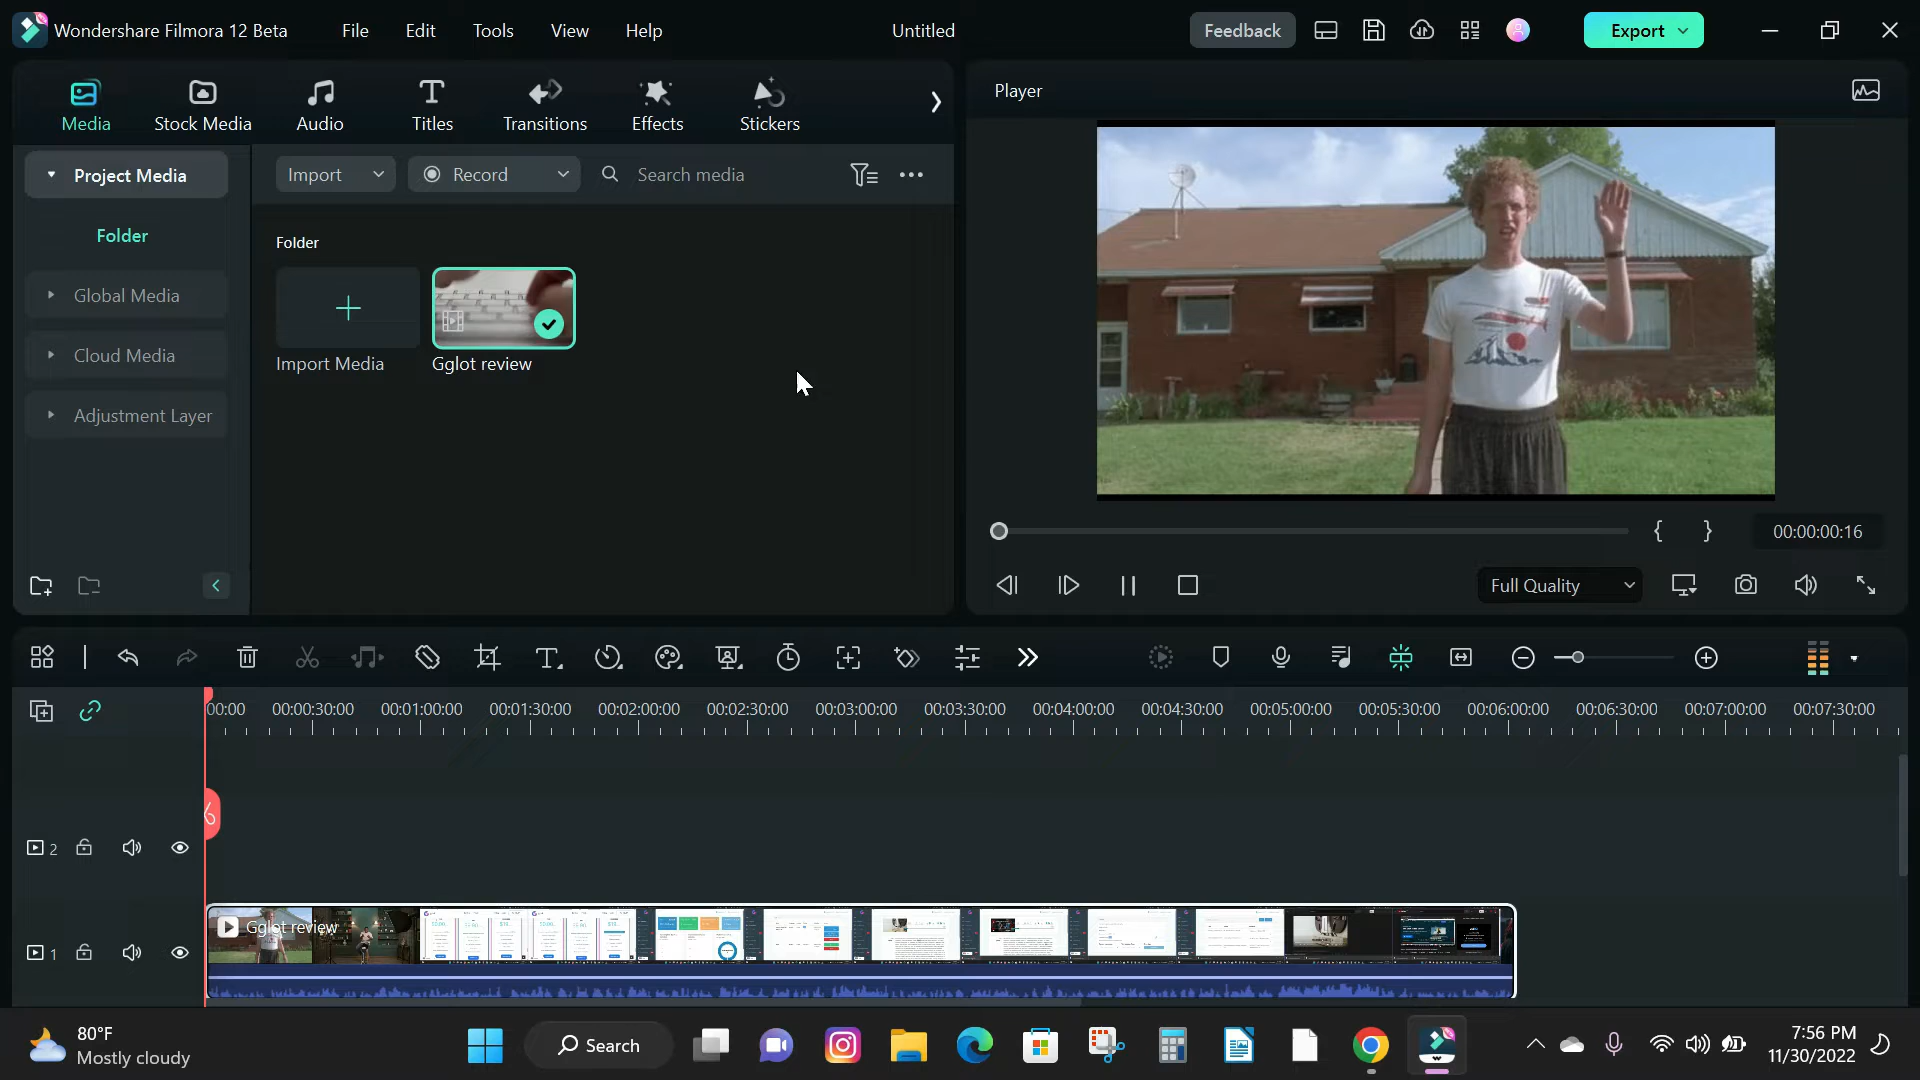 Wondershare Filmora 12 Beta
File
Edit
Tools
View
Help
Untitled
Feedback
Export
Media
Stock Media
Audio
Titles
Transitions
Effects
Stickers
Player
Project Media
Import
Record
Search media
Folder
Folder
Global Media
Import Media
Gglot review
Cloud Media
Adjustment Layer
00:00:00:16
Full Quality
00:00
00:00:30:00
00:01:00:00
00:01:30:00
00:02:00:00
00:02:30:00
00:03:00:00
00:03:30:00
00:04:00:00
00:04:30:00
00:05:00:00
00:05:30:00
00:06:00:00
00:06:30:00
00:07:00:00
00:07:30:00
2
Gglot review
1
80°F
Mostly cloudy
Search
7:56 PM
11/30/2022